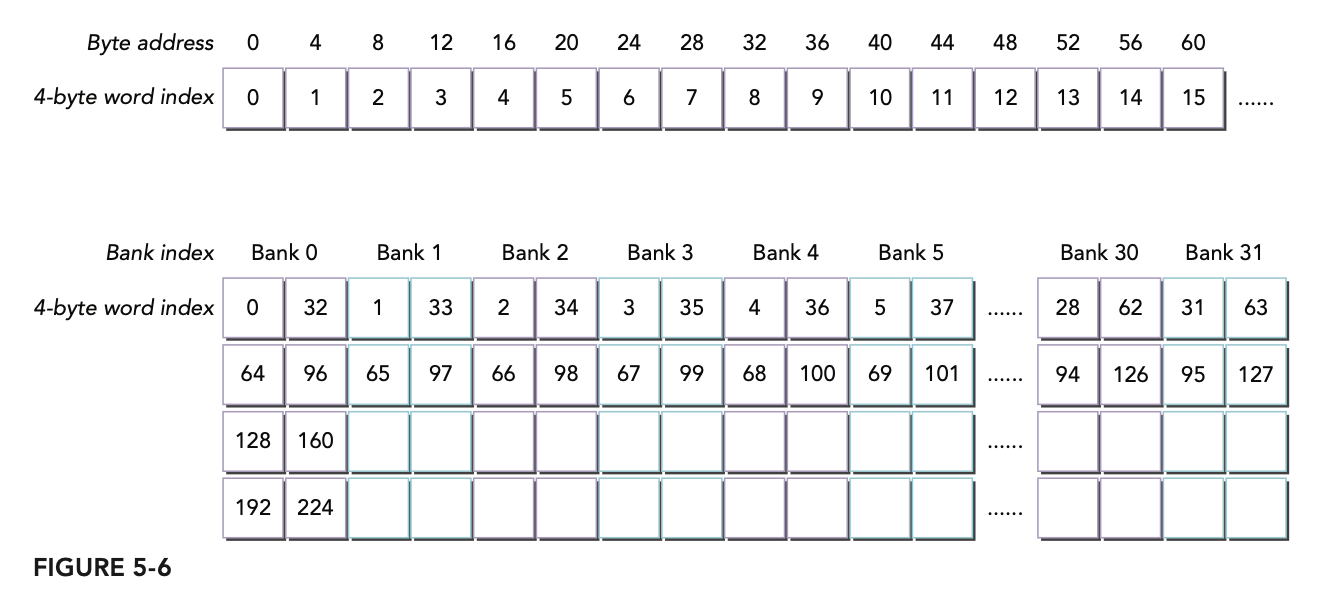 Byte address 0 4 8 12 16 20 24 28 32 36 40 44 48 52 56 60
4-byte word index 0 1 2 3 4 5 6 7 8 9 10 11 12 13 14 15 ......
Bank index Bank 0 Bank 1 Bank 2 Bank 3 Bank 4 Bank 5 Bank 30 Bank 31
4-byte word index 0 32 1 33 2 34 3 35 4 36 5 37 ...... 28 62 31 63
64 96 65 97 66 98 67 99 68 100 69 101 ...... 94 126 95 127
128 160 ......
192 224 ......
FIGURE 5-6